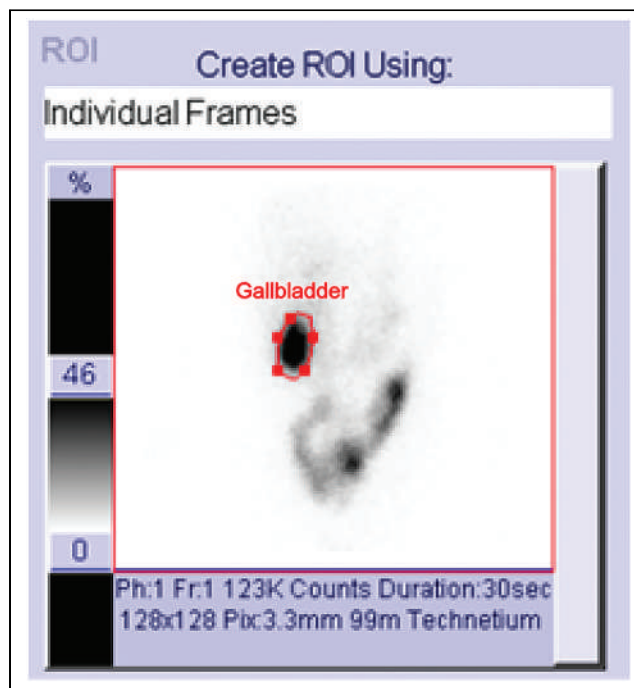 ROI
Create ROI Using:
Individual Frames
%
Gallbladder
46
0
Ph:1 Fr:1 123K Counts Duration:30sec
128x128 Pix:3.3mm 99m Technetium